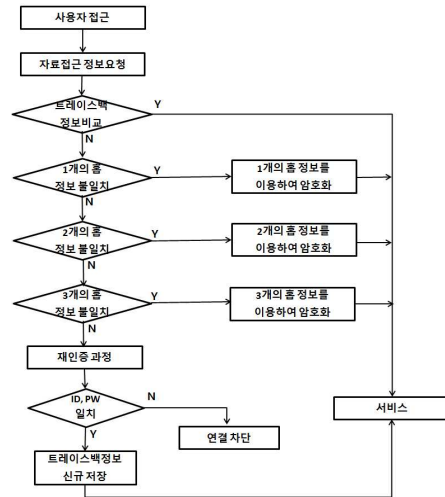 사용자 접근
자료접근 정보요청
트레이스백
정보비교
Y
N
1개의 홉
정보 불일치
Y
1개의 홉 정보를
이용하여 암호화
N
2개의 홉
정보 불일치
Y
2개의 홉 정보를
이용하여 암호화
N
3개의 홉
정보 불일치
Y
3개의 홉 정보를
이용하여 암호화
N
재인증 과정
ID, PW
일치
N
서비스
연결 차단
Y
트레이스백정보
신규 저장